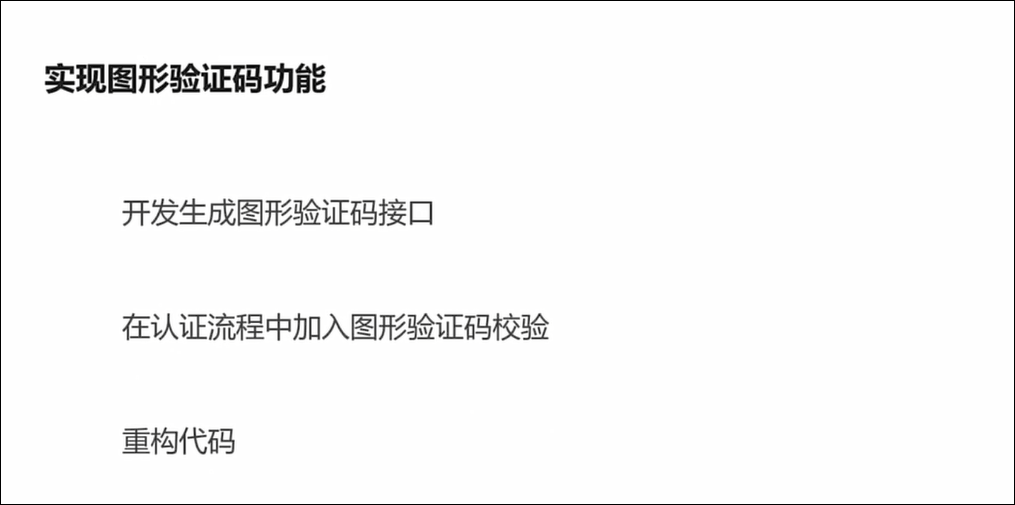 实现图形验证码功能
开发生成图形验证码接口
在认证流程中加入图形验证码校验
重构代码